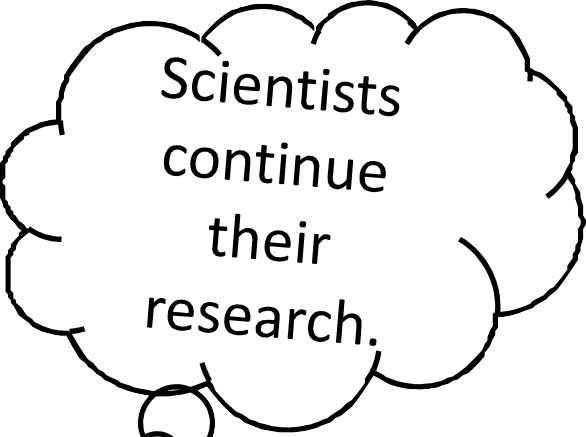 Scientists
continue
their
research.